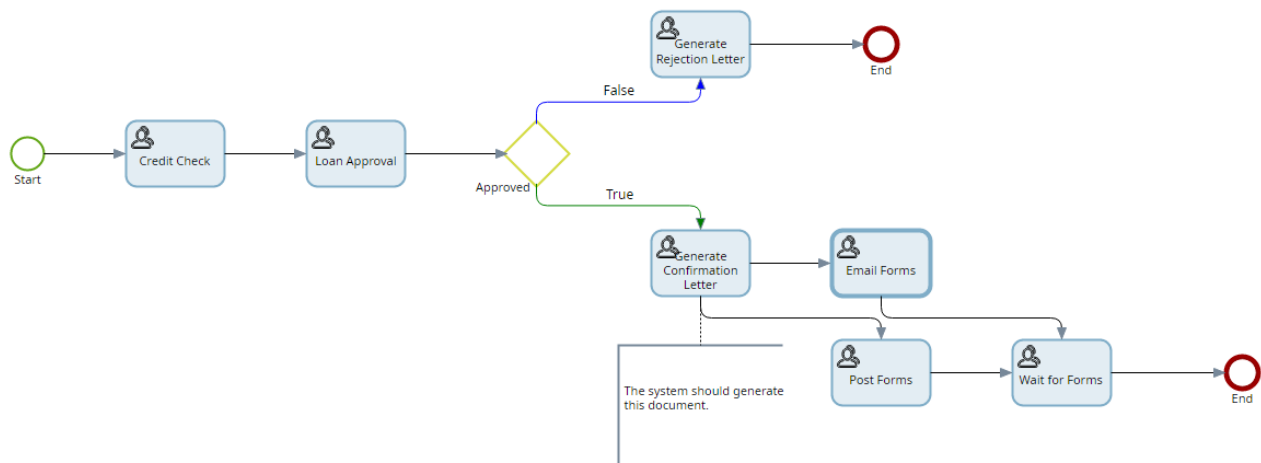 Generate
Rejection Letter
End
False
Start
Credit Check
Loan Approval
Approved
True
Generate
Confirmation
Letter
Email Forms
Post Forms
Wait for Forms
End
The system should generate
this document.